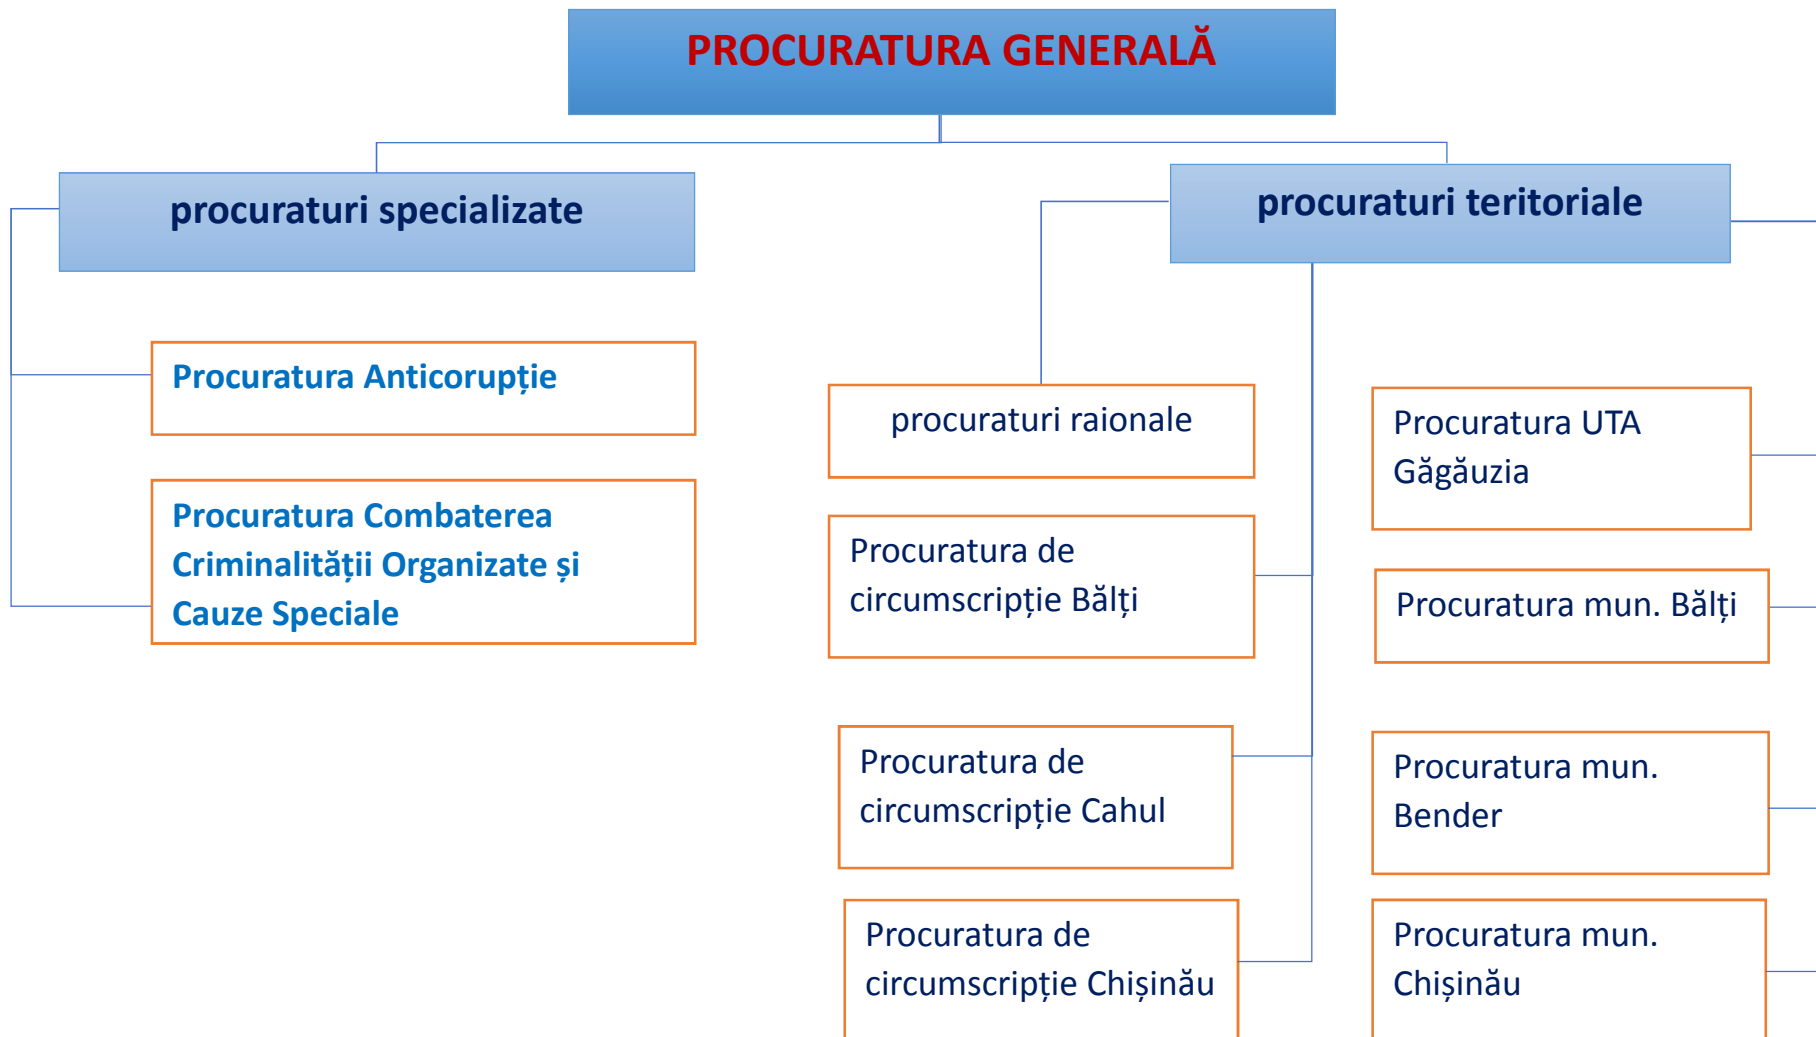 PROCURATURA GENERALĂ
procuraturi specializate
procuraturi teritoriale
Procuratura Anticorupție
Procuratura Combaterea
Criminalității Organizate și
Cauze Speciale
procuraturi raionale
Procuratura de
circumscripție Bălți
Procuratura de
circumscripție Cahul
Procuratura de
circumscripție Chișinău
Procuratura UTA
Găgăuzia
Procuratura mun. Bălți
Procuratura mun.
Bender
Procuratura mun.
Chișinău